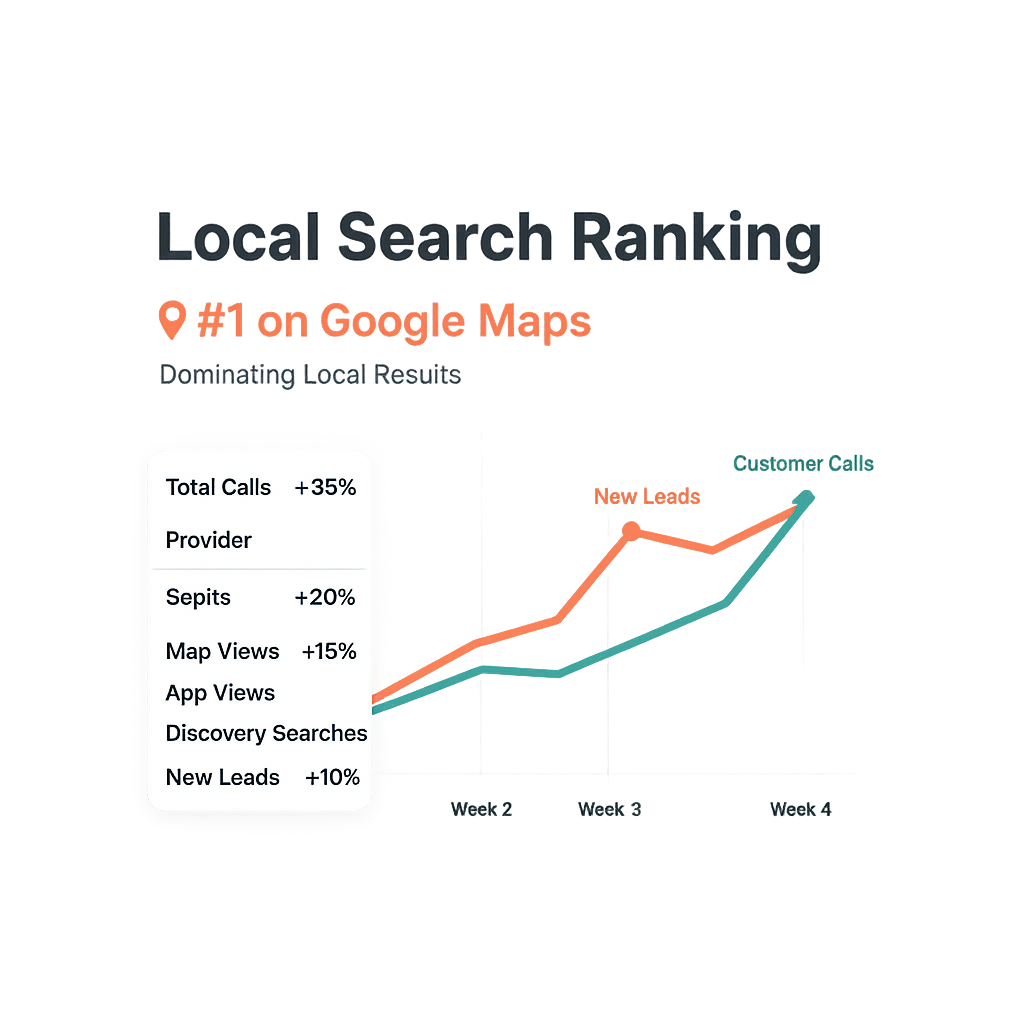 Local Search Ranking
#1 on Google Maps
Dominating Local Resuits
Total Calls +35%
Provider
Sepits +20%
Map Views +15%
App Views
Discovery Searches
New Leads +10%
Customer Calls
New Leads
Week 2 Week 3 Week 4